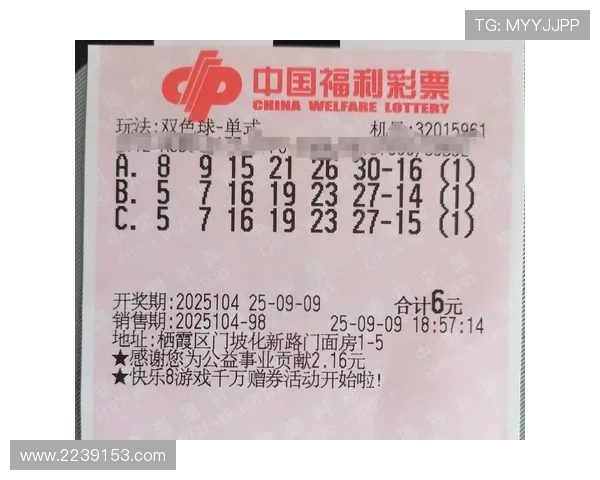 TG: MYYJJPP
中国福利彩票
CHINA WELFARE LOTTERY
玩法:双色球-单式 机号:32015961
A. 8 9 15 21 26 30-16 (1)
B. 5 7 16 19 23 27-14 (1)
C. 5 7 16 19 23 27-15 (1)
开奖期:2025104 25-09-09 合计6元
销售期:2025104-98 25-09-09 18:57:14
地址:栖霞区门坡化新路门面房1-5
★感谢您为公益事业贡献2.16元
★快乐8游戏千万赠券活动开始啦!
www.2239153.com